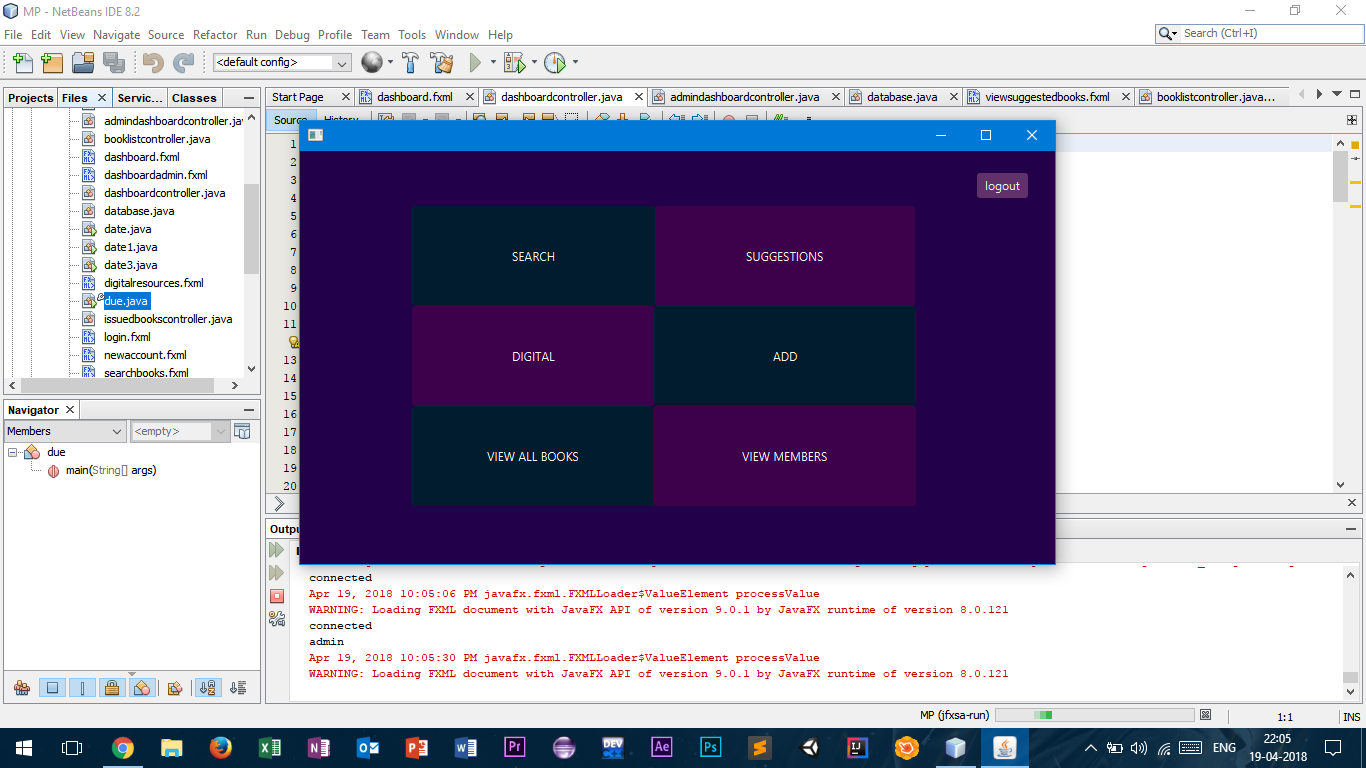 MP - NetBeans IDE 8.2
File Edit View Navigate Source Refactor Run Debug Profile Team Tools Window Help
Search (Ctrl+I)
<default config>
Projects Files Servic... Classes
Start Page dashboard.fxml dashboardcontroller.java admindashboardcontroller.java database.java viewsuggestedbooks.fxml booklistcontroller.java...
Source History
admindashboardcontroller.jav
booklistcontroller.java
dashboard.fxml
dashboardadmin.fxml
dashboardcontroller.java
database.java
date.java
date1.java
date3.java
digitalresources.fxml
due.java
issuedbookscontroller.java
login.fxml
newaccount.fxml
searchbooks.fxml
1
2
3
4
5
6
7
8
9
10
11
13
14
15
16
17
18
19
20
logout
SEARCH SUGGESTIONS
DIGITAL ADD
VIEW ALL BOOKS VIEW MEMBERS
Navigator
Members <empty>
due
main(String[] args)
Outpu
connected
Apr 19, 2018 10:05:06 PM javafx.fxml.FXMLLoader$ValueElement processValue
WARNING: Loading FXML document with JavaFX API of version 9.0.1 by JavaFX runtime of version 8.0.121
connected
admin
Apr 19, 2018 10:05:30 PM javafx.fxml.FXMLLoader$ValueElement processValue
WARNING: Loading FXML document with JavaFX API of version 9.0.1 by JavaFX runtime of version 8.0.121
MP (jfxsa-run) 1:1 INS
ENG
22:05
19-04-2018